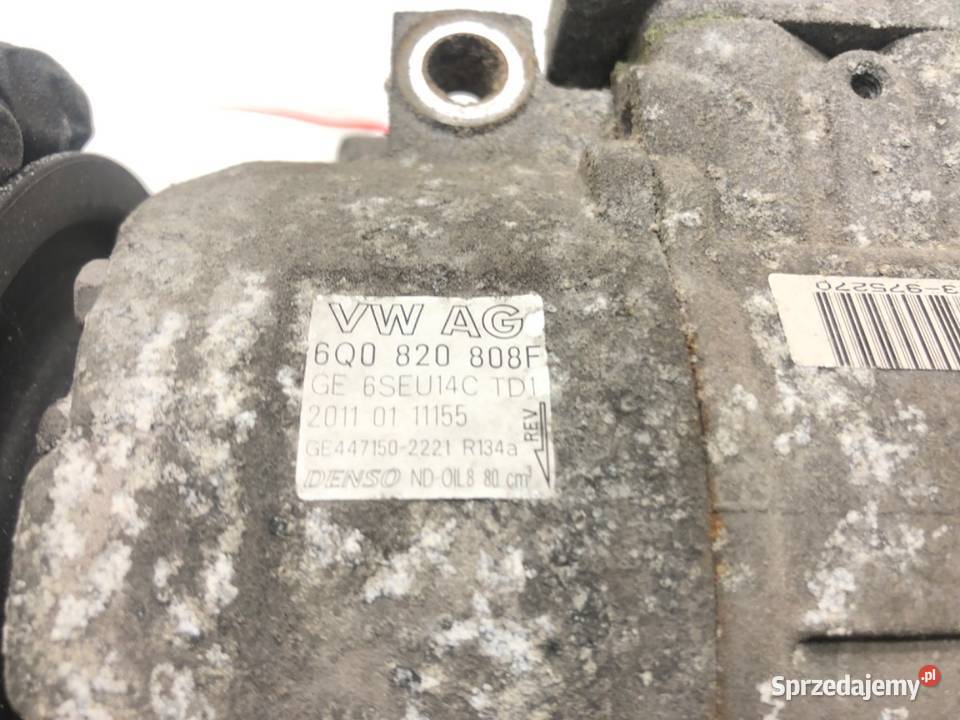 VW AG
6Q0 820 808F
GE 6SEU14C TD1
2011 01 11155
GE447150-2221 R134a
DENSO ND-OIL8 80 cm³
REV
3-975270
Sprzedajemy.pl